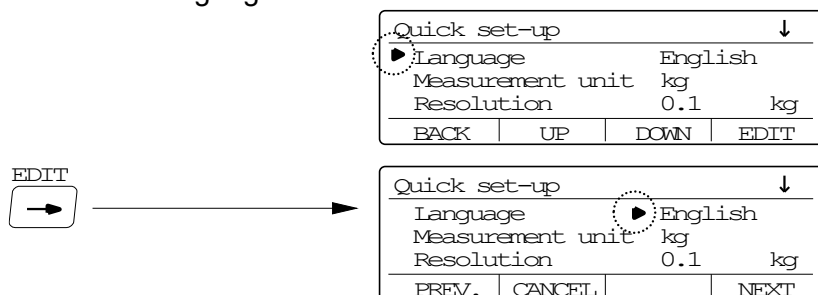 Quick set-up ↓
Language English
Measurement unit kg
Resolution 0.1 kg
BACK UP DOWN EDIT
EDIT
Quick set-up ↓
Language English
Measurement unit kg
Resolution 0.1 kg
PREV. CANCEL NEXT